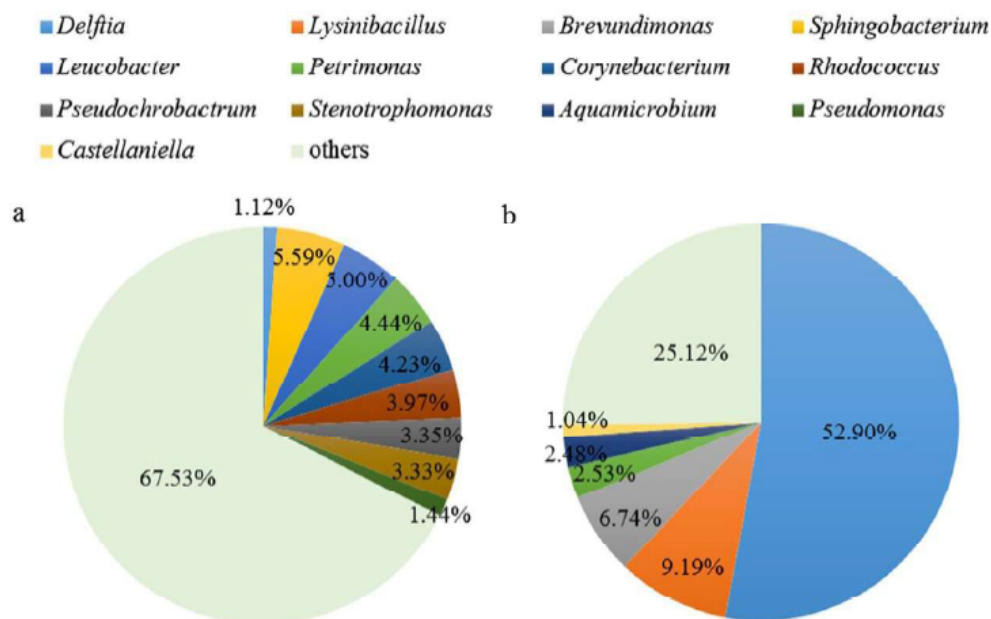 Delftia Lysinibacillus Brevundimonas Sphingobacterium
Leucobacter Petrimonas Corynebacterium Rhodococcus
Pseudochrobactrum Stenotrophomonas Aquamicrobium Pseudomonas
Castellaniella others
a
1.12%
5.59%
5.00%
4.44%
4.23%
3.97%
3.35%
3.33%
1.44%
67.53%
b
25.12%
52.90%
1.04%
2.48%
2.53%
6.74%
9.19%